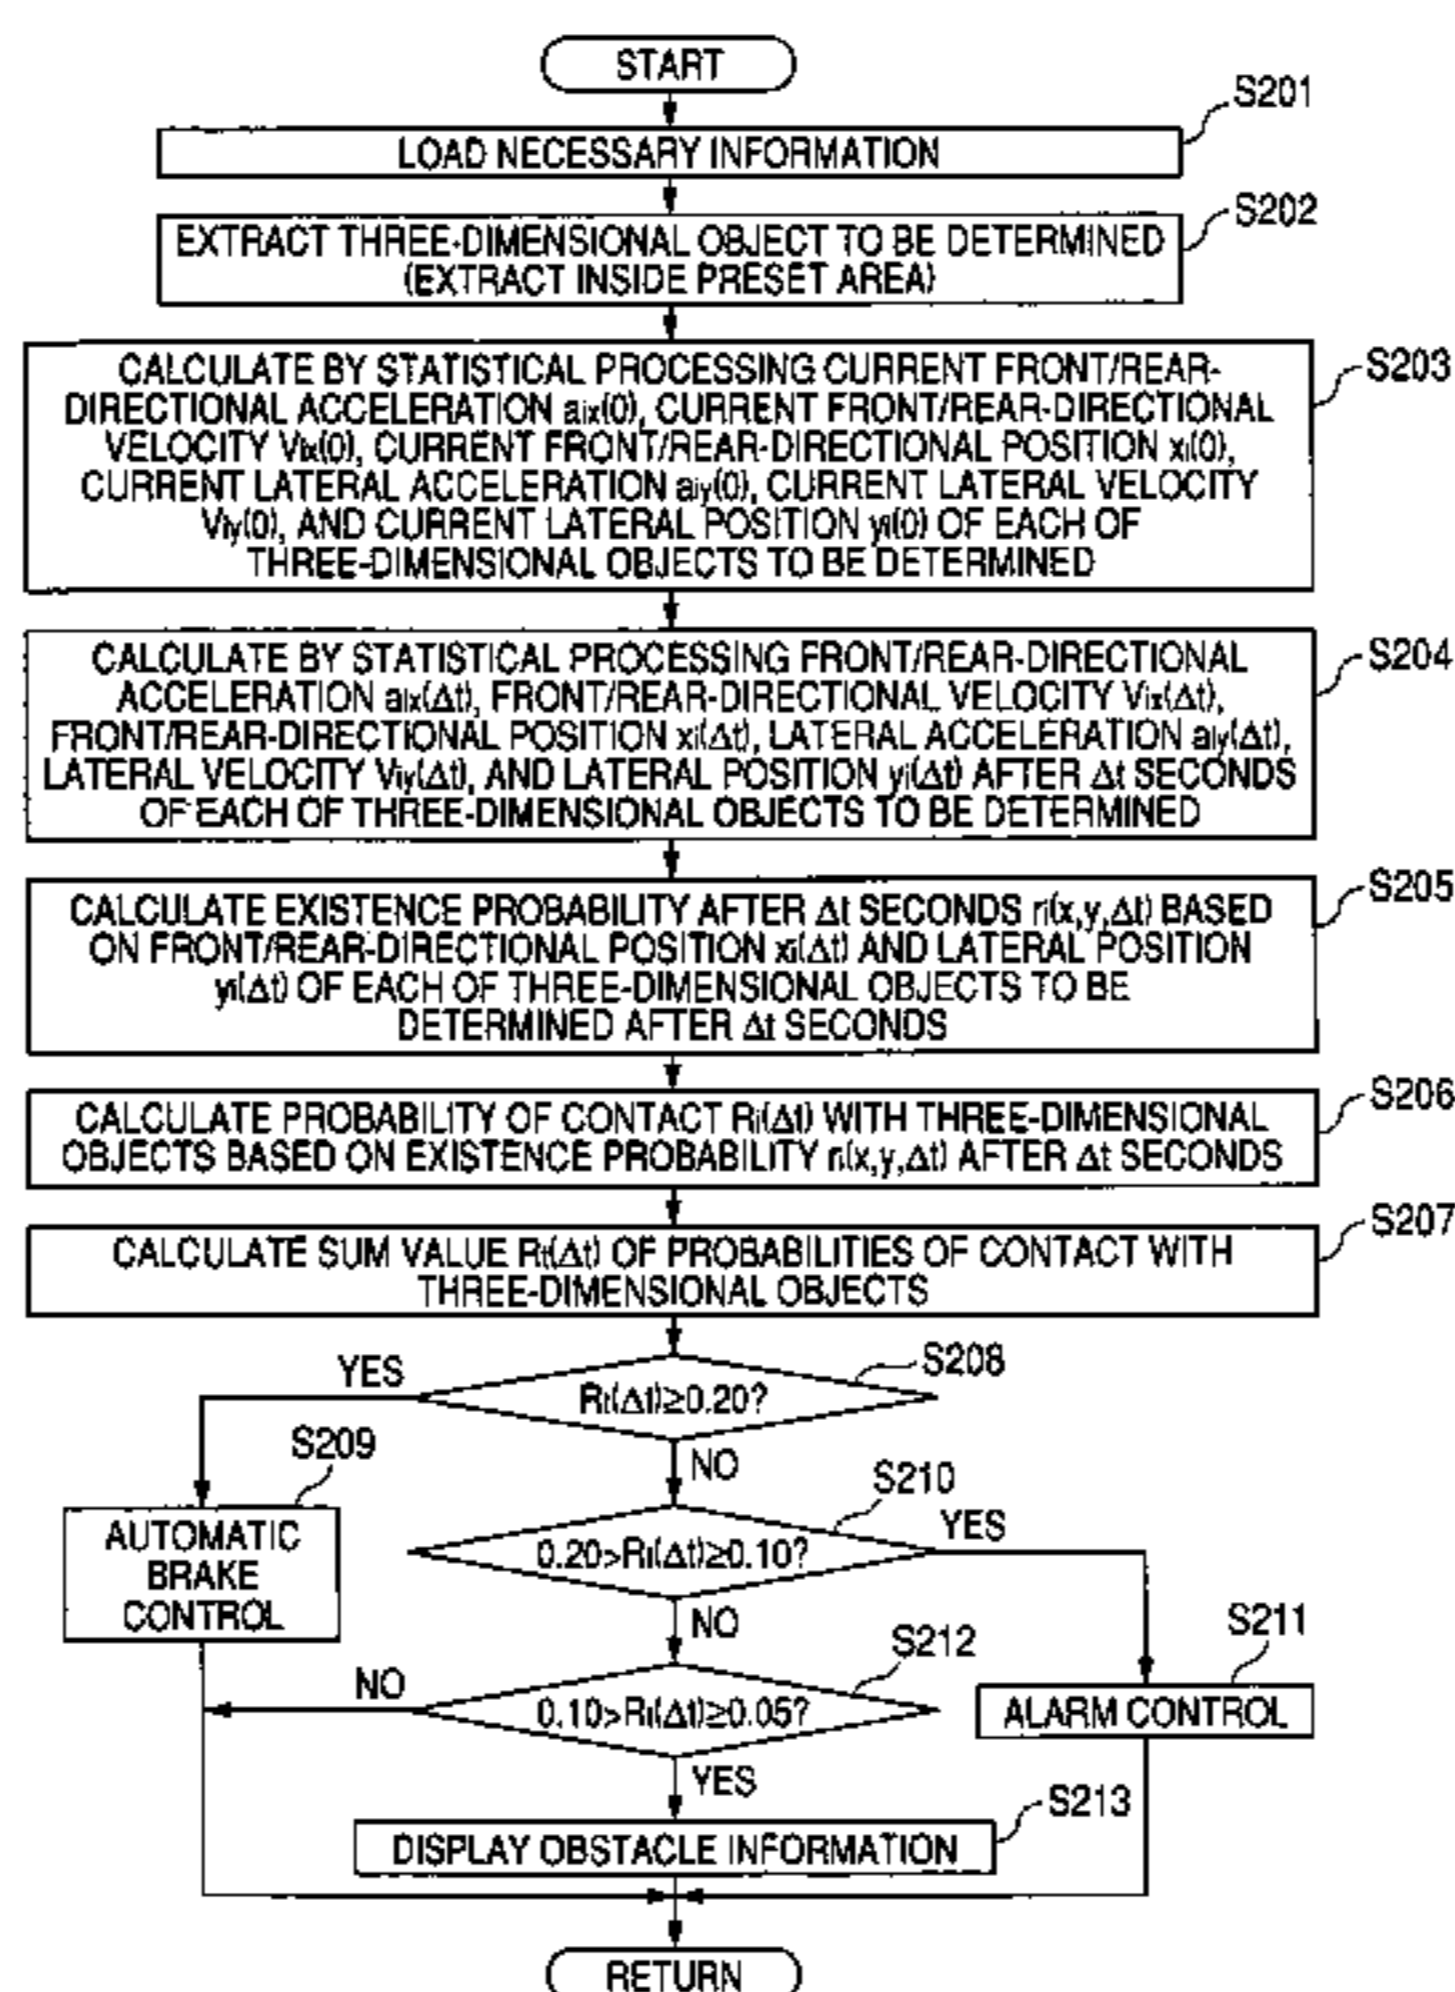 START
S201
LOAD NECESSARY INFORMATION
S202
EXTRACT THREE-DIMENSIONAL OBJECT TO BE DETERMINED
(EXTRACT INSIDE PRESET AREA)
S203
CALCULATE BY STATISTICAL PROCESSING CURRENT FRONT/REAR-
DIRECTIONAL ACCELERATION aix(0), CURRENT FRONT/REAR-DIRECTIONAL
VELOCITY Vix(0), CURRENT FRONT/REAR-DIRECTIONAL POSITION xi(0),
CURRENT LATERAL ACCELERATION aiy(0), CURRENT LATERAL VELOCITY
Viy(0), AND CURRENT LATERAL POSITION yi(0) OF EACH OF
THREE-DIMENSIONAL OBJECTS TO BE DETERMINED
S204
CALCULATE BY STATISTICAL PROCESSING FRONT/REAR-DIRECTIONAL
ACCELERATION aix(Δt), FRONT/REAR-DIRECTIONAL VELOCITY Vix(Δt),
FRONT/REAR-DIRECTIONAL POSITION xi(Δt), LATERAL ACCELERATION aiy(Δt),
LATERAL VELOCITY Viy(Δt), AND LATERAL POSITION yi(Δt) AFTER Δt SECONDS
OF EACH OF THREE-DIMENSIONAL OBJECTS TO BE DETERMINED
S205
CALCULATE EXISTENCE PROBABILITY AFTER Δt SECONDS ri(x,y,Δt) BASED
ON FRONT/REAR-DIRECTIONAL POSITION xi(Δt) AND LATERAL POSITION
yi(Δt) OF EACH OF THREE-DIMENSIONAL OBJECTS TO BE
DETERMINED AFTER Δt SECONDS
S206
CALCULATE PROBABILITY OF CONTACT Ri(Δt) WITH THREE-DIMENSIONAL
OBJECTS BASED ON EXISTENCE PROBABILITY ri(x,y,Δt) AFTER Δt SECONDS
S207
CALCULATE SUM VALUE Rt(Δt) OF PROBABILITIES OF CONTACT WITH
THREE-DIMENSIONAL OBJECTS
S208
YES
Rt(Δt)≥0.20?
S209
NO
S210
AUTOMATIC
BRAKE
CONTROL
0.20>Rt(Δt)≥0.10?
YES
NO
S212
S211
NO
0.10>Rt(Δt)≥0.05?
ALARM CONTROL
YES
S213
DISPLAY OBSTACLE INFORMATION
RETURN